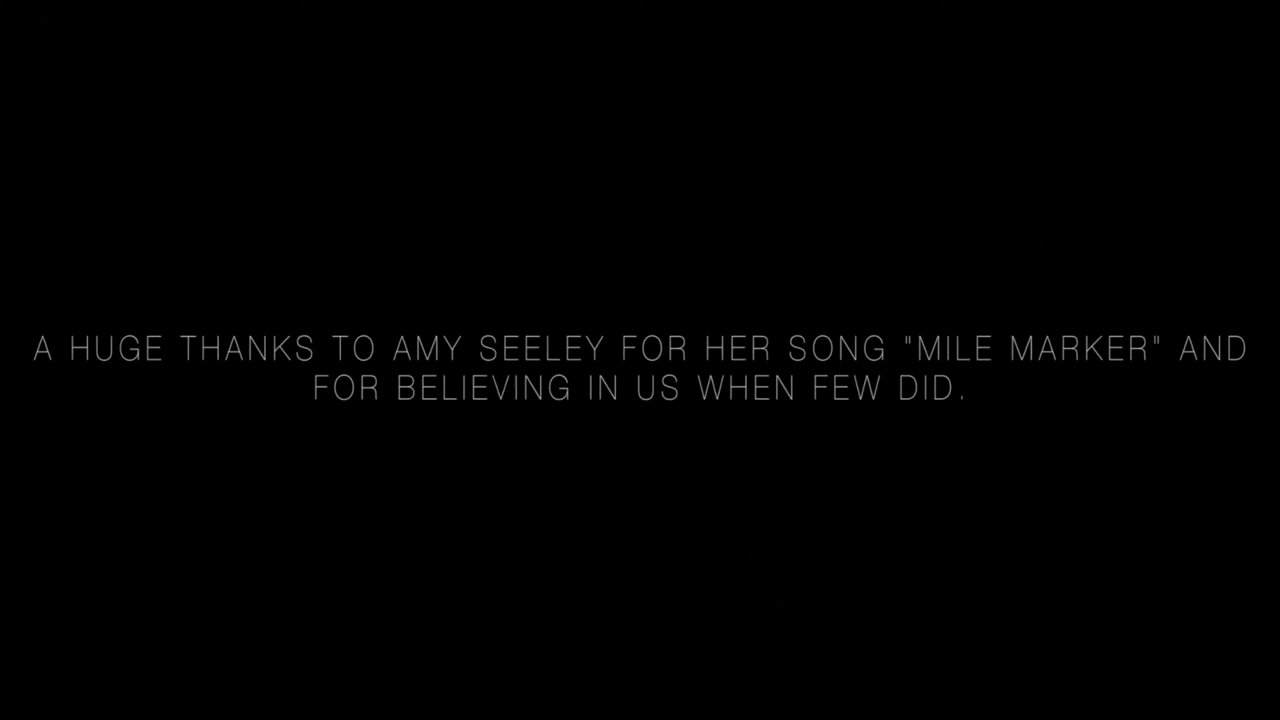 A HUGE THANKS TO AMY SEELEY FOR HER SONG "MILE MARKER" AND
FOR BELIEVING IN US WHEN FEW DID.